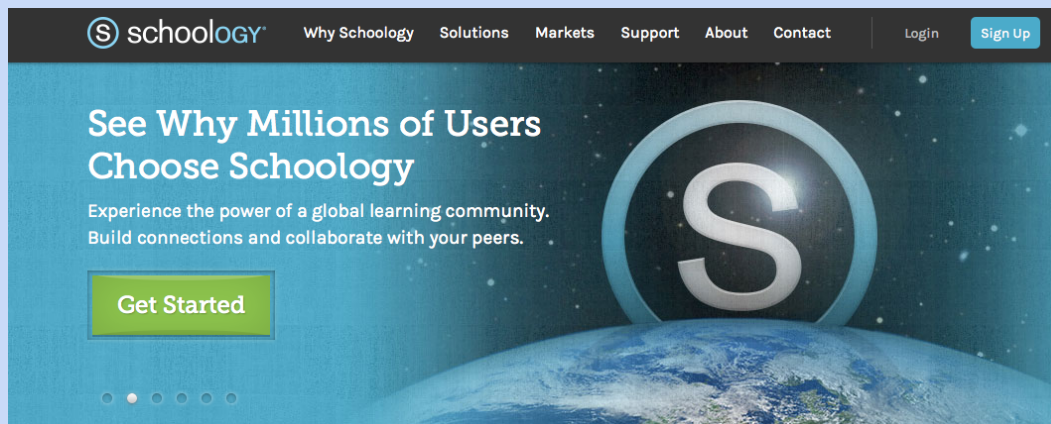 S schoology Why Schoology Solutions Markets Support About Contact Login Sign Up
See Why Millions of Users
Choose Schoology
Experience the power of a global learning community.
Build connections and collaborate with your peers.
Get Started
S